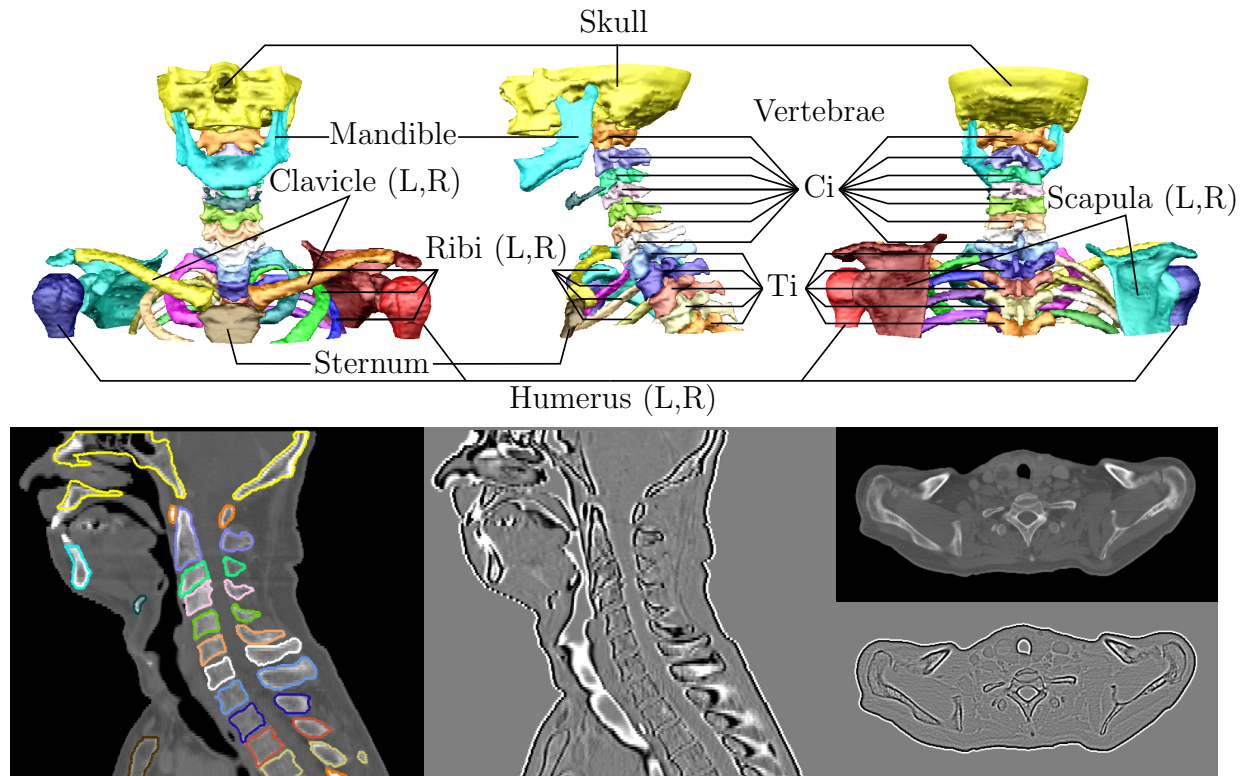 Skull
Vertebrae
Mandible
Clavicle (L,R)
Ci
Scapula (L,R)
Ribi (L,R)
Ti
Sternum
Humerus (L,R)